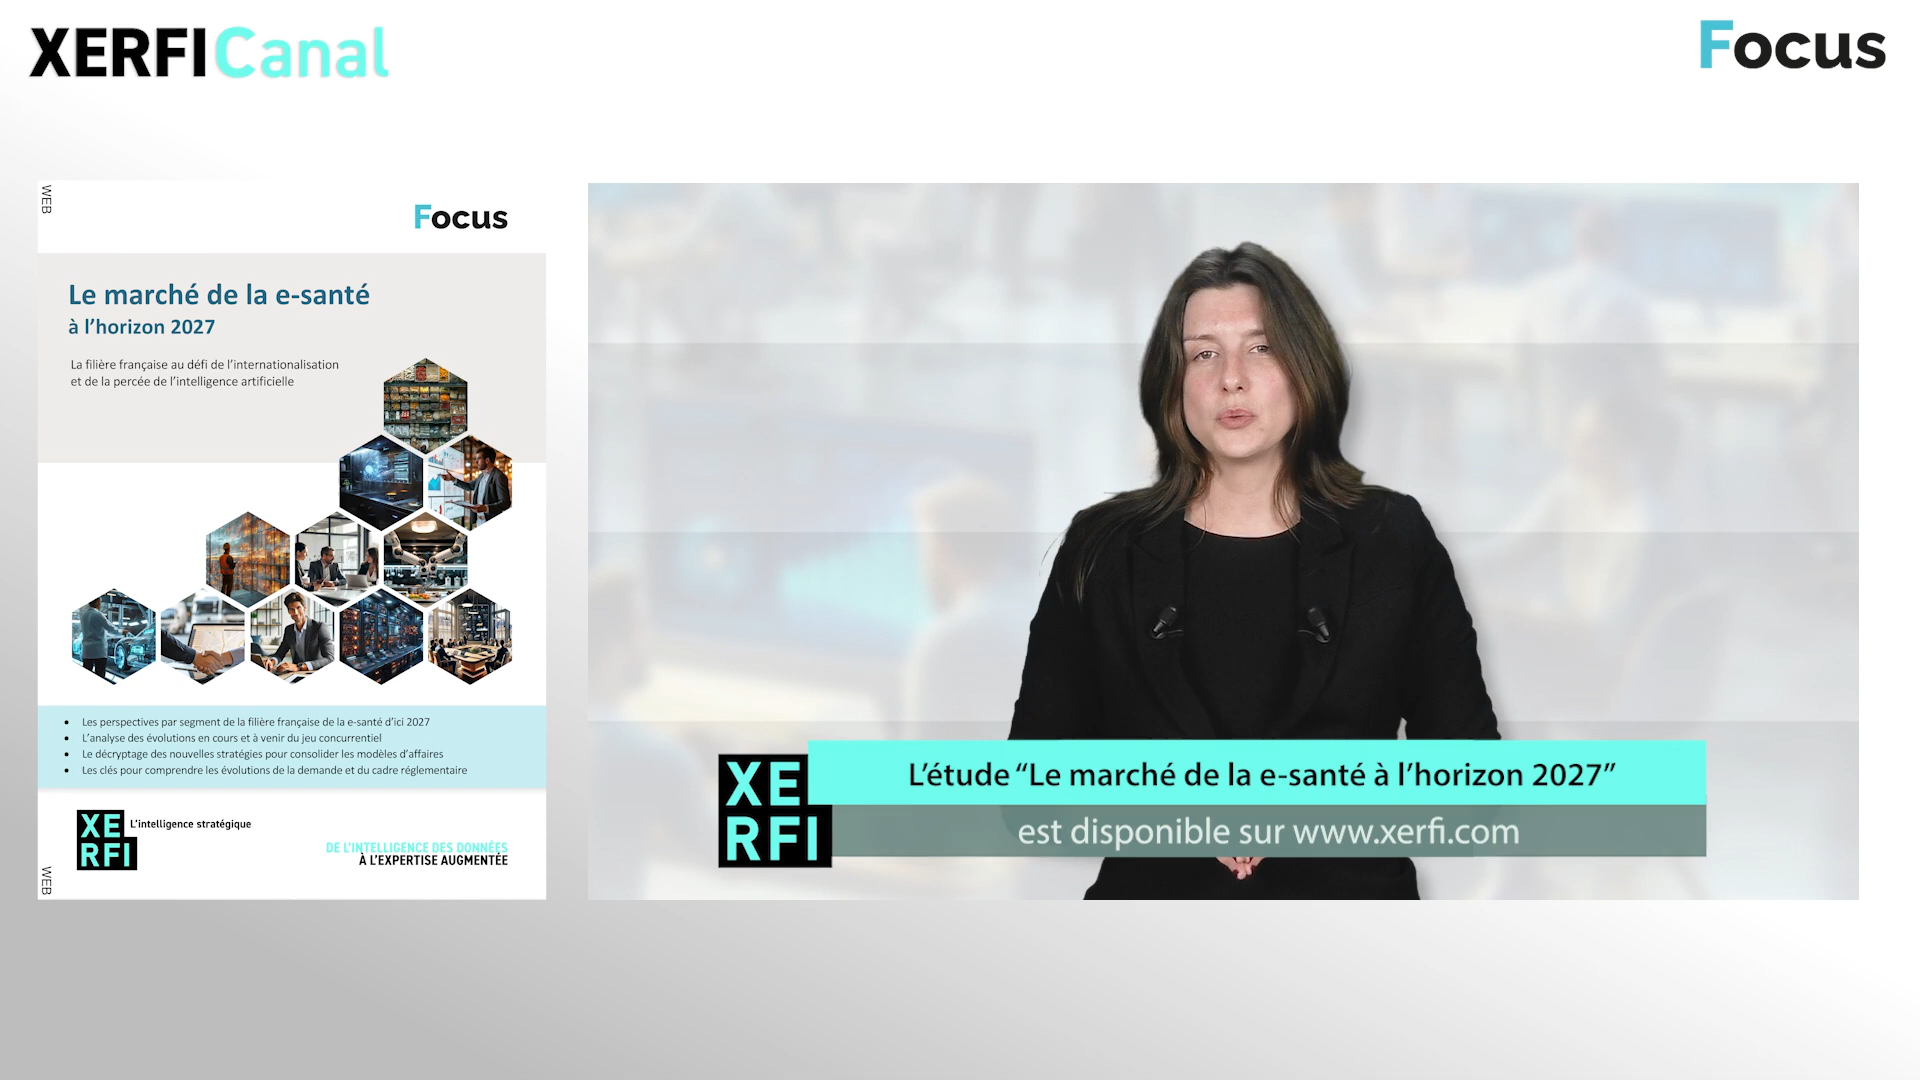 XERFICanal
Focus
WEB
Focus
Le marché de la e-santé
à l’horizon 2027
La filière française au défi de l’internationalisation
et de la percée de l’intelligence artificielle
• Les perspectives par segment de la filière française de la e-santé d’ici 2027
• L’analyse des évolutions en cours et à venir du jeu concurrentiel
• Le décryptage des nouvelles stratégies pour consolider les modèles d’affaires
• Les clés pour comprendre les évolutions de la demande et du cadre réglementaire
XE
RFI
L’intelligence stratégique
DE L’INTELLIGENCE DES DONNÉES
À L’EXPERTISE AUGMENTÉE
WEB
XE
RFI
L’étude “Le marché de la e-santé à l’horizon 2027”
est disponible sur www.xerfi.com